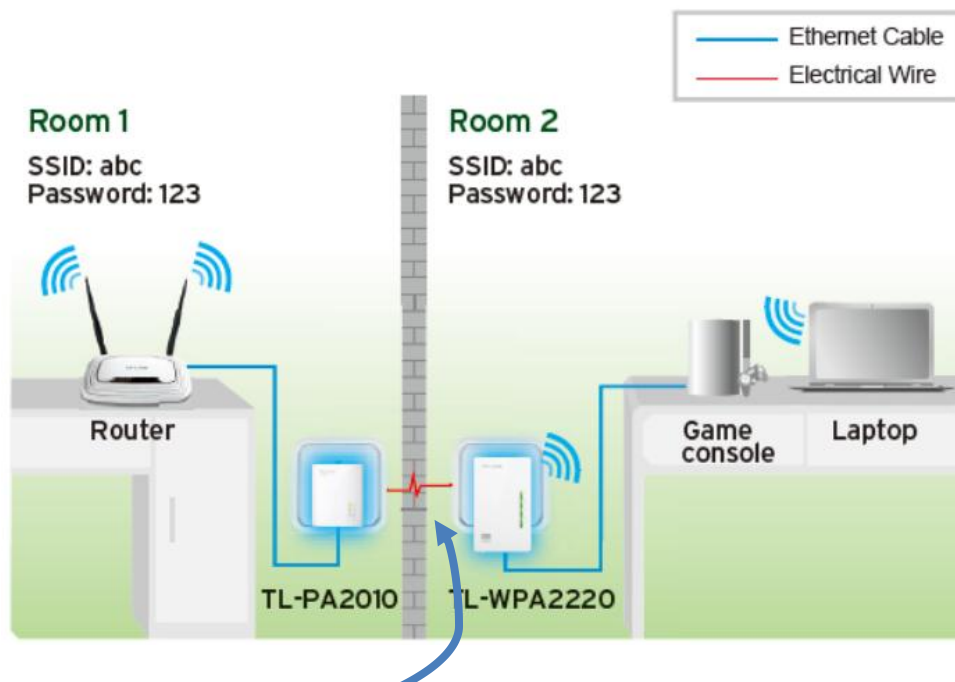 Ethernet Cable
Electrical Wire
Room 1
SSID: abc
Password: 123
Room 2
SSID: abc
Password: 123
Router
Game
console
Laptop
TL-PA2010
TL-WPA2220